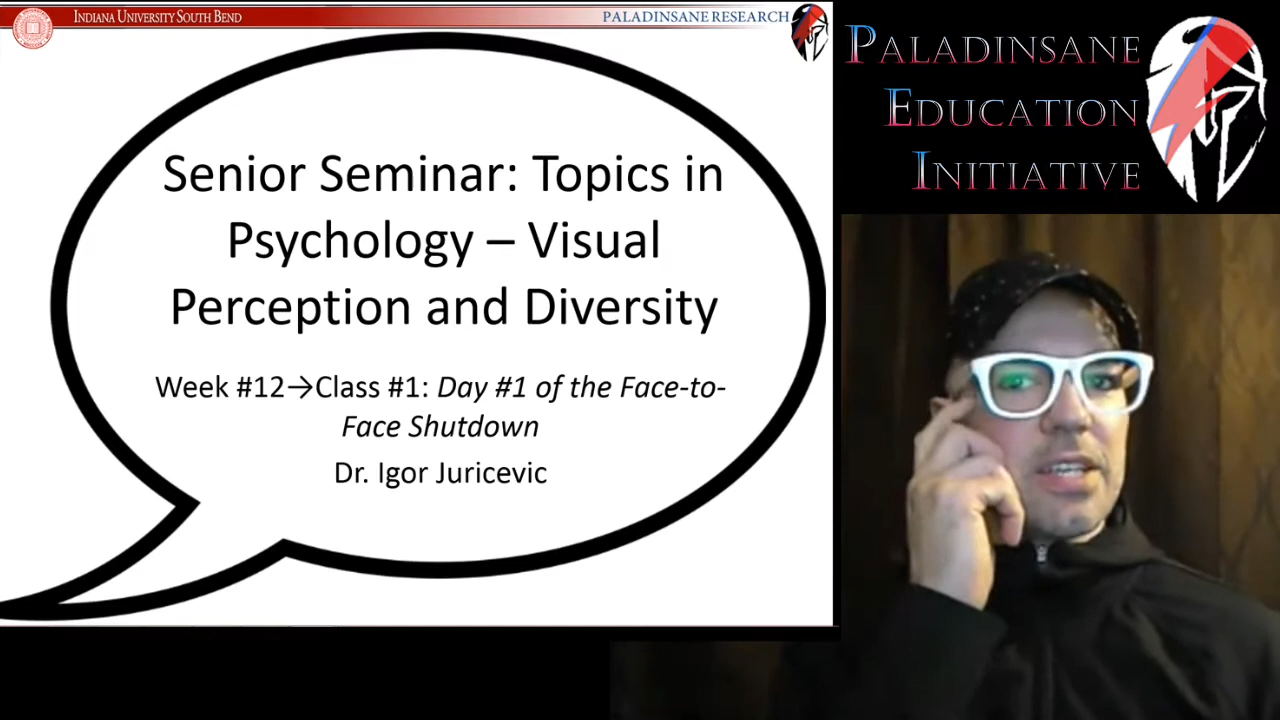 INDIANA UNIVERSITY SOUTH BEND
PALADINSANE RESEARCH
Senior Seminar: Topics in
Psychology – Visual
Perception and Diversity
Week #12→Class #1: Day #1 of the Face-to-
Face Shutdown
Dr. Igor Juricevic
PALADINSANE
EDUCATION
INITIATIVE